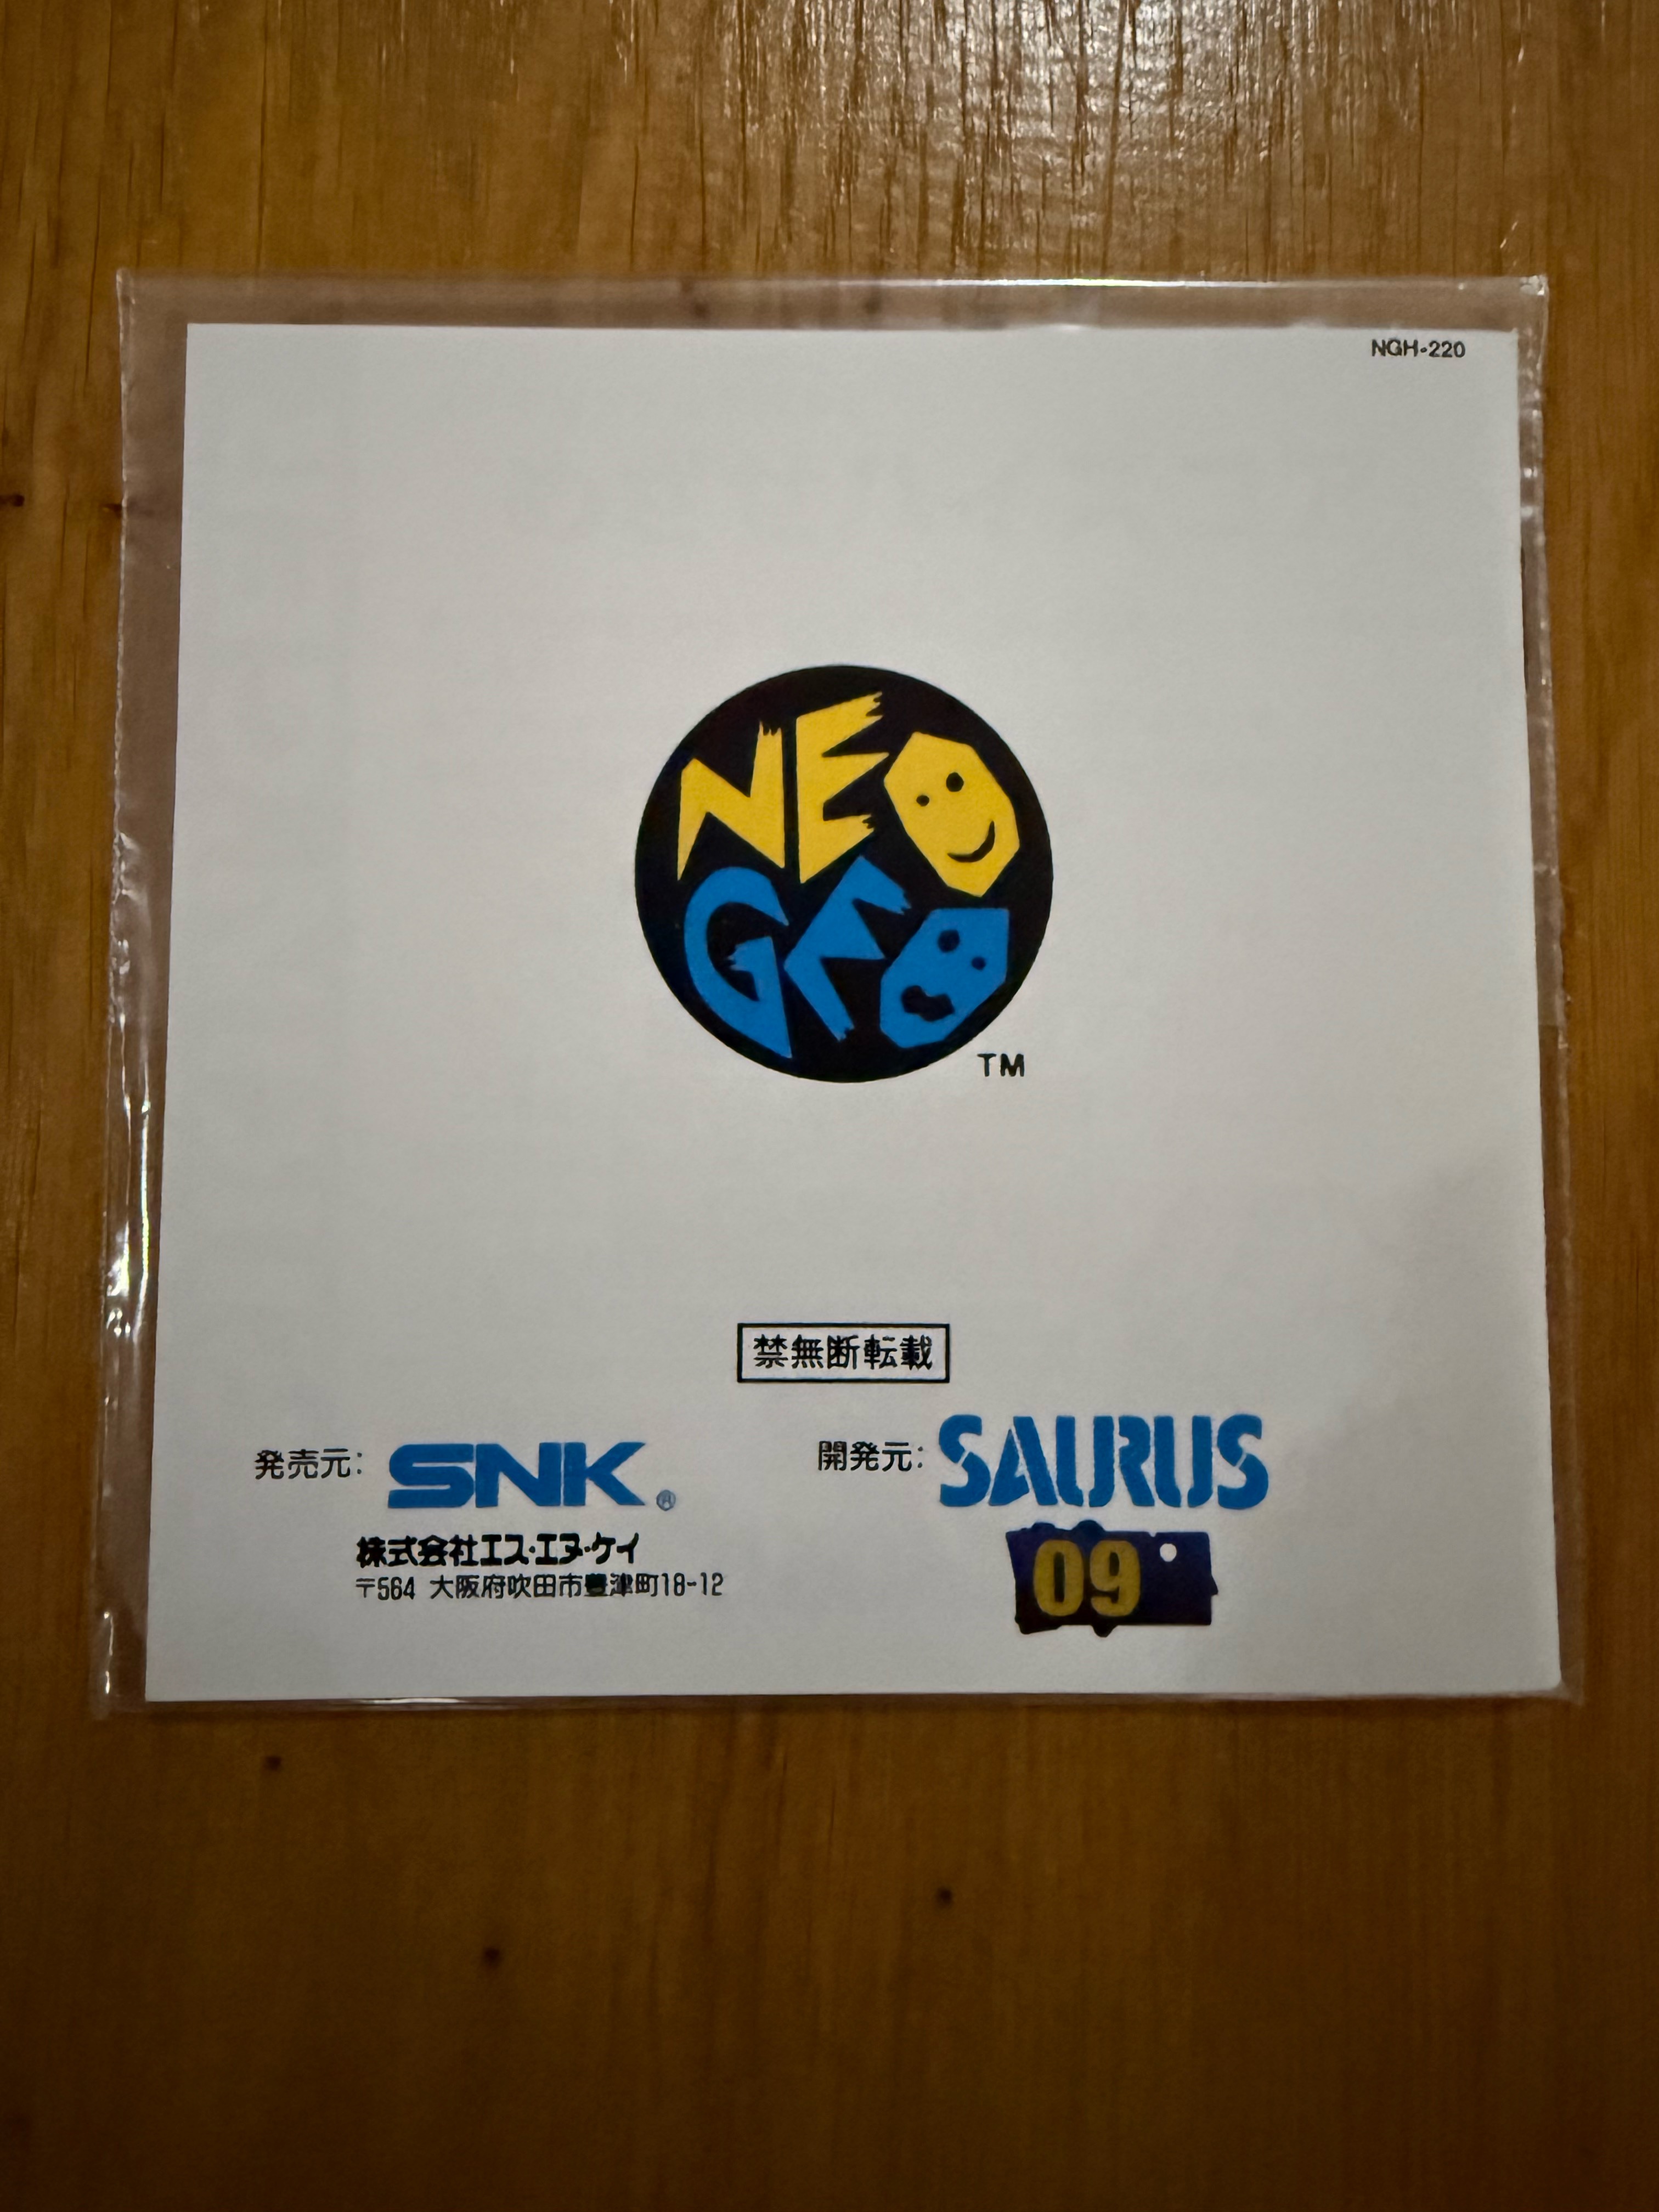 NGH-220
NEO
GEO
TM
禁無断転載
発売元: SNK®
開発元: SAURUS
株式会社エス・エヌ・ケイ
〒564 大阪府吹田市豊津町18-12
09